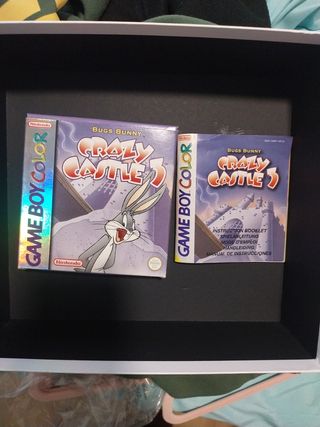 Nintendo
GAME BOY COLOR
BUGS BUNNY
CRAZY
CASTLE 3
Nintendo
Nintendo
GAME BOY COLOR
BUGS BUNNY
CRAZY
CASTLE 3
INSTRUCTION BOOKLET
SPIELANLEITUNG
MODE D'EMPLOI
HANDLEIDING
MANUAL DE INSTRUCCIONES